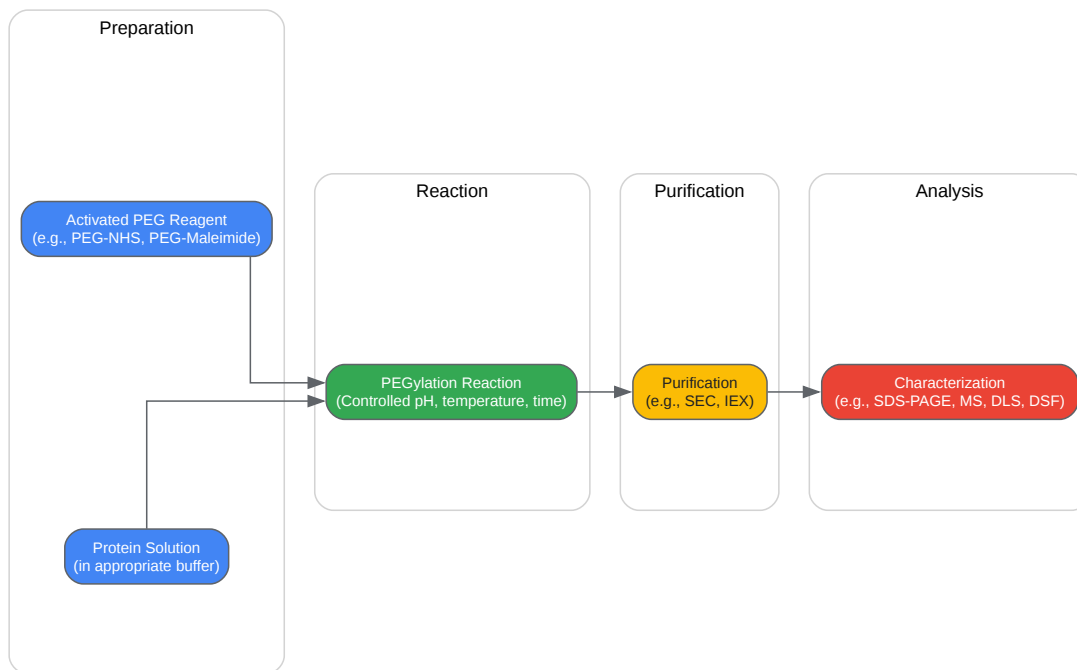 Preparation
Activated PEG Reagent
(e.g., PEG-NHS, PEG-Maleimide)
Protein Solution
(in appropriate buffer)
Reaction
PEGylation Reaction
(Controlled pH, temperature, time)
Purification
Purification
(e.g., SEC, IEX)
Analysis
Characterization
(e.g., SDS-PAGE, MS, DLS, DSF)